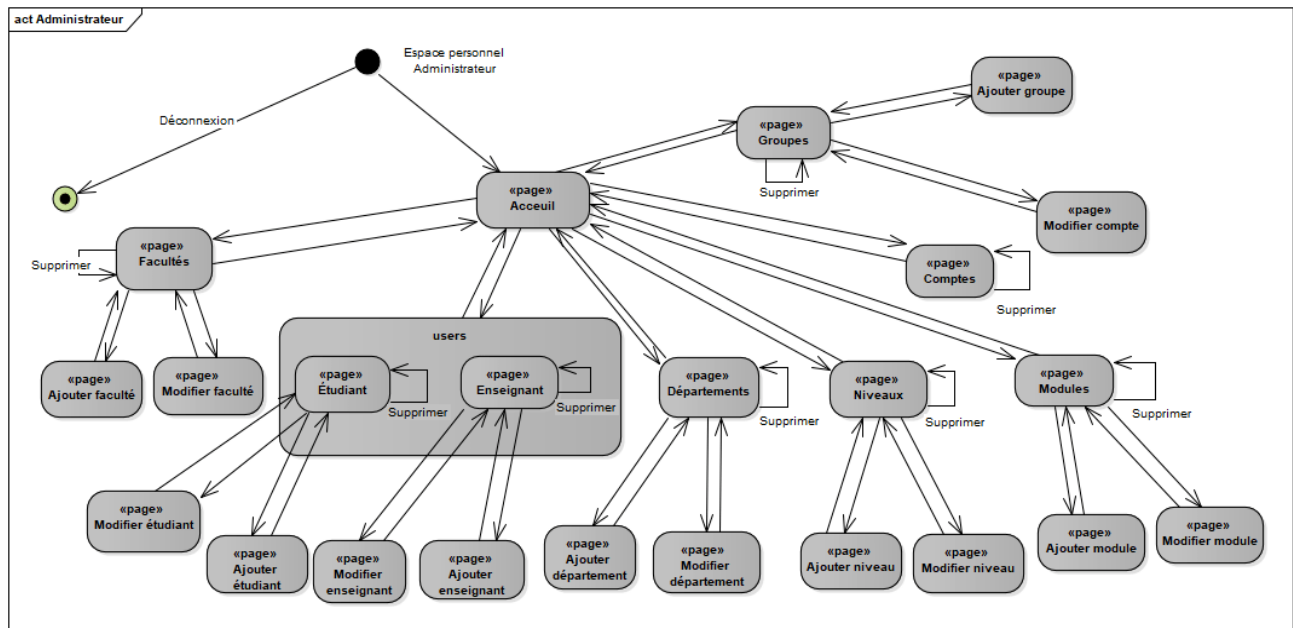 act Administrateur
Espace personnel
Administrateur
Déconnexion
«page»
Ajouter groupe
«page»
Groupes
Supprimer
«page»
Acceuil
«page»
Modifier compte
«page»
Facultés
Supprimer
«page»
Comptes
Supprimer
users
«page»
Ajouter faculté
«page»
Modifier faculté
«page»
Étudiant
Supprimer
«page»
Enseignant
Supprimer
«page»
Départements
Supprimer
«page»
Niveaux
Supprimer
«page»
Modules
Supprimer
«page»
Modifier étudiant
«page»
Ajouter
étudiant
«page»
Modifier
enseignant
«page»
Ajouter
enseignant
«page»
Ajouter
département
«page»
Modifier
département
«page»
Ajouter niveau
«page»
Modifier niveau
«page»
Ajouter module
«page»
Modifier module